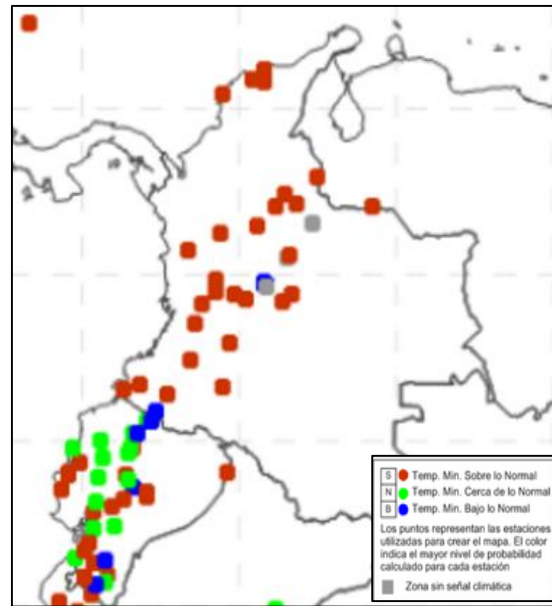 S Temp. Min. Sobre lo Normal
N Temp. Min. Cerca de lo Normal
B Temp. Min. Bajo lo Normal
Los puntos representan las estaciones
utilizadas para crear el mapa. El color
indica el mayor nivel de probabilidad
calculado para cada estación
Zona sin señal climática